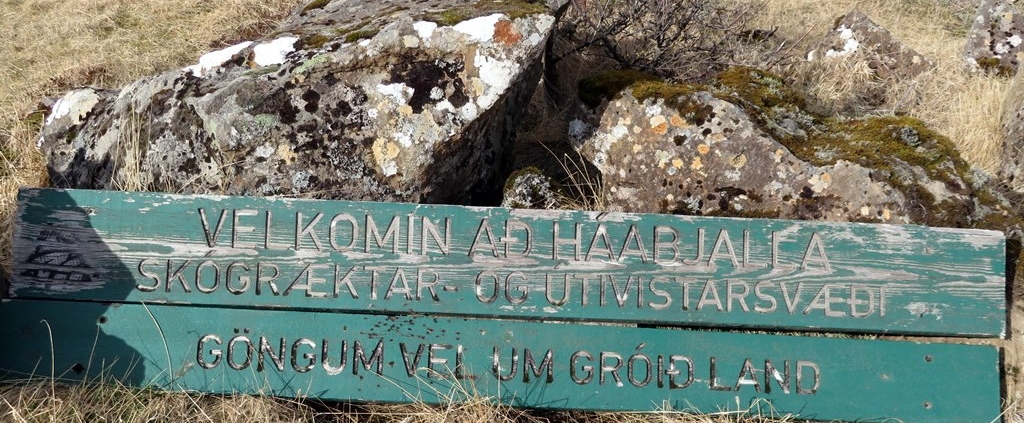 VELKOMIN AÐ HÁABJALLA
SKÓGRÆKTAR- OG ÚTIVISTARSVÆÐI
GÖNGUM VEL UM GRÓIÐ LAND